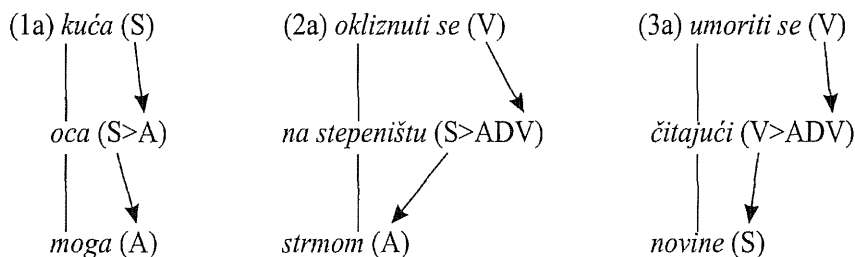 (1a) kuća (S) (2a) okliznuti se (V) (3a) umoriti se (V)
oca (S>A) na stepeništu (S>ADV) čitajući (V>ADV)
moga (A) strmom (A) novine (S)